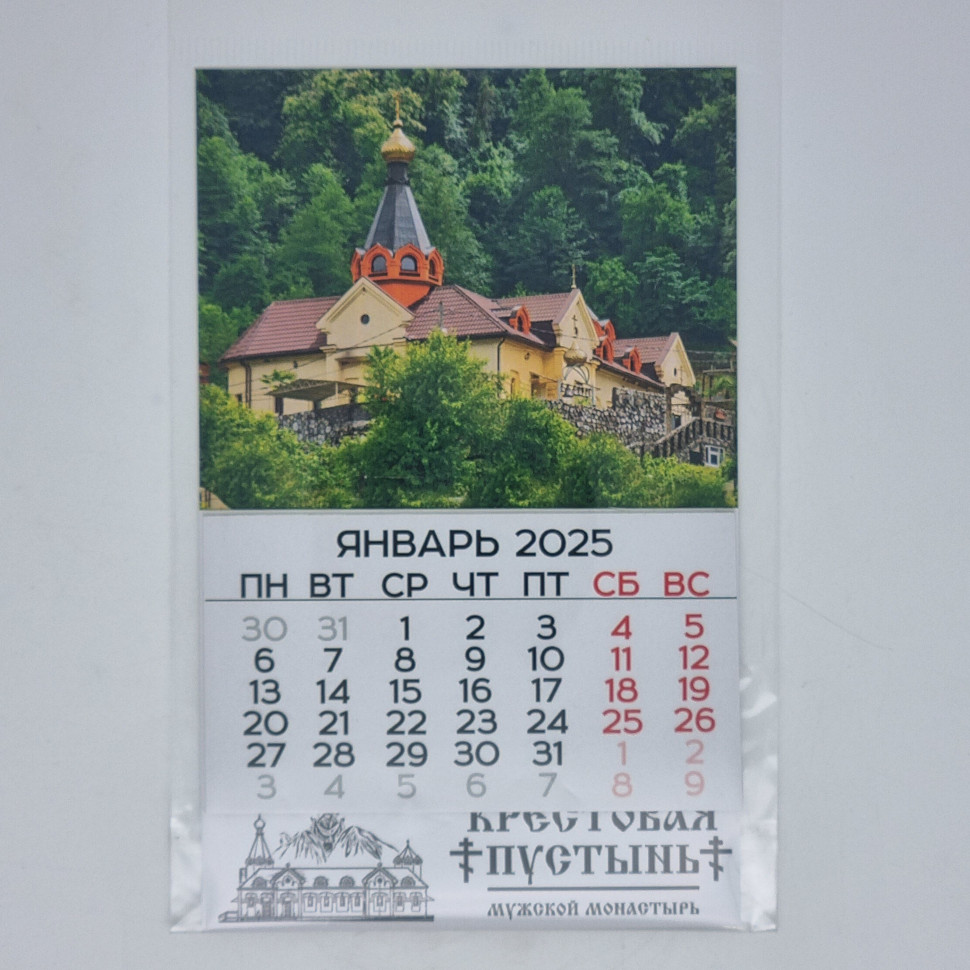 ЯНВАРЬ 2025
ПН ВТ СР ЧТ ПТ СБ ВС
30 31 1 2 3 4 5
6 7 8 9 10 11 12
13 14 15 16 17 18 19
20 21 22 23 24 25 26
27 28 29 30 31 1 2
3 4 5 6 7 8 9
КРЕСТОВАЯ
ПУСТЫНЬ
МУЖСКОЙ МОНАСТЫРЬ